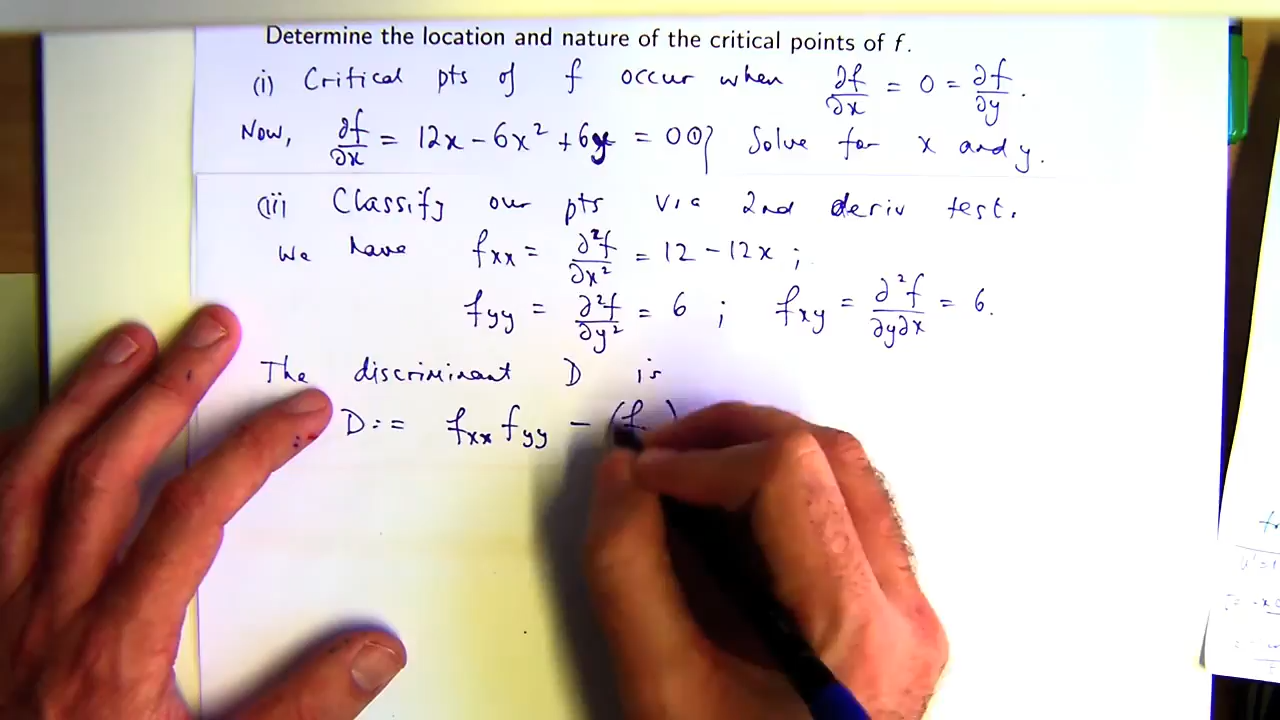 Determine the location and nature of the critical points of f.
(i) Critical pts of f occur when ∂f/∂x = 0 = ∂f/∂y.
Now, ∂f/∂x = 12x - 6x² + 6y = 0 ① } Solve for x and y.
(ii) Classify our pts via 2nd deriv test.
We have fxx = ∂²f/∂x² = 12 - 12x ;
fyy = ∂²f/∂y² = 6 ; fxy = ∂²f/∂y∂x = 6.
The discriminant D is
D := fxx fyy - (f )